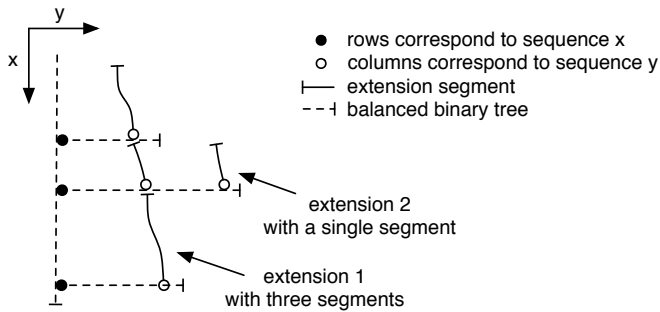 y
x
rows correspond to sequence x
columns correspond to sequence y
extension segment
balanced binary tree
extension 2
with a single segment
extension 1
with three segments